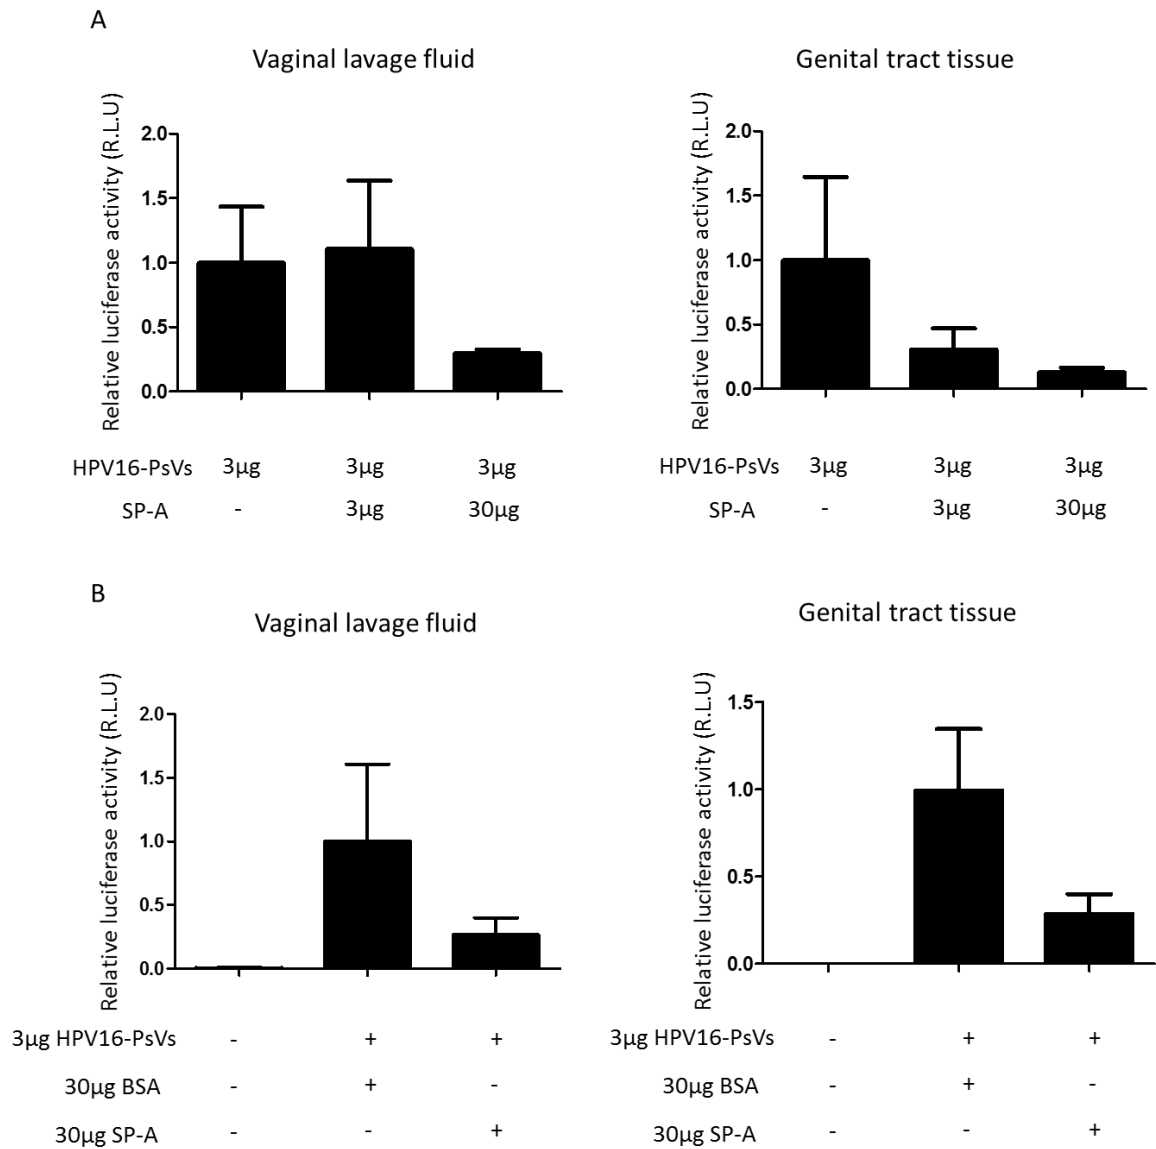 A
Vaginal lavage fluid
Genital tract tissue
Relative luciferase activity (R.L.U)
2.0
1.5
1.0
0.5
0.0
Relative luciferase activity (R.L.U)
2.0
1.5
1.0
0.5
0.0
HPV16-PsVs 3µg 3µg 3µg
SP-A - 3µg 30µg
HPV16-PsVs 3µg 3µg 3µg
SP-A - 3µg 30µg
B
Vaginal lavage fluid
Genital tract tissue
Relative luciferase activity (R.L.U)
2.0
1.5
1.0
0.5
0.0
Relative luciferase activity (R.L.U)
1.5
1.0
0.5
0.0
3µg HPV16-PsVs - + +
30µg BSA - + -
30µg SP-A - - +
3µg HPV16-PsVs - + +
30µg BSA - + -
30µg SP-A - - +